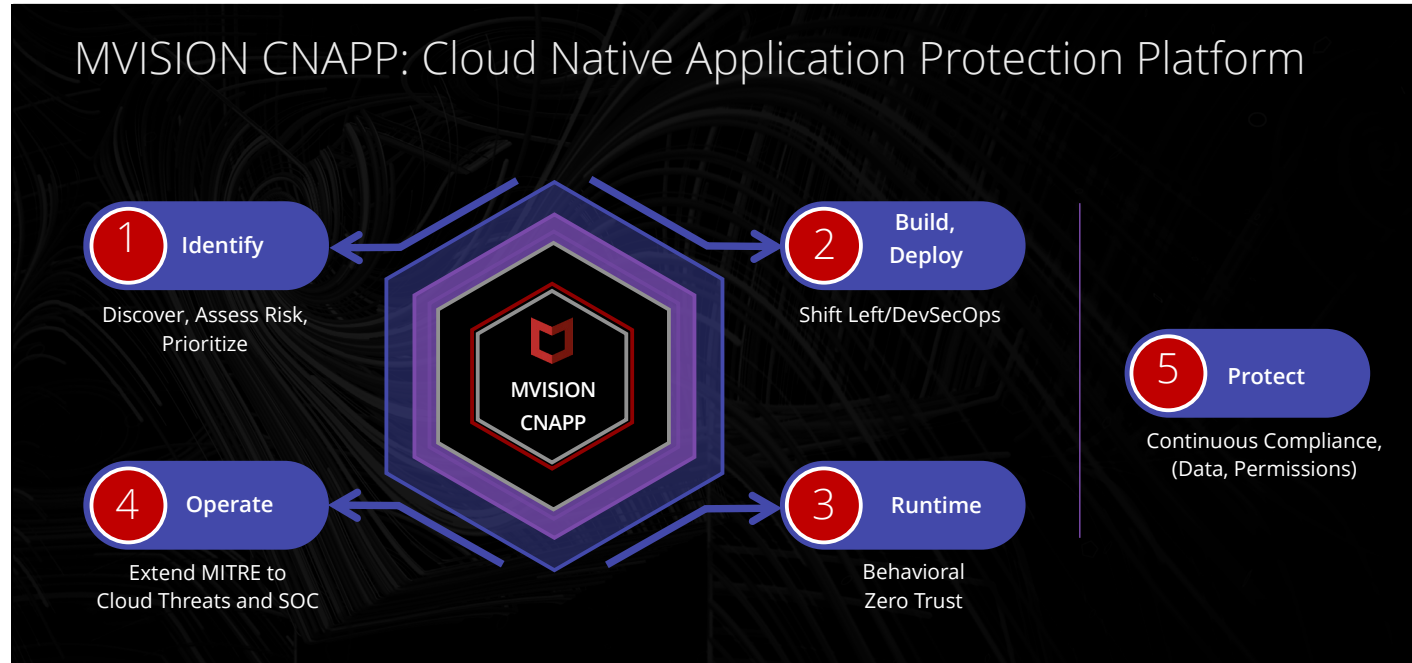 MVISION CNAPP: Cloud Native Application Protection Platform
1
Identify
Discover, Assess Risk,
Prioritize
2
Build,
Deploy
Shift Left/DevSecOps
MVISION
CNAPP
4
Operate
Extend MITRE to
Cloud Threats and SOC
3
Runtime
Behavioral
Zero Trust
5
Protect
Continuous Compliance,
(Data, Permissions)